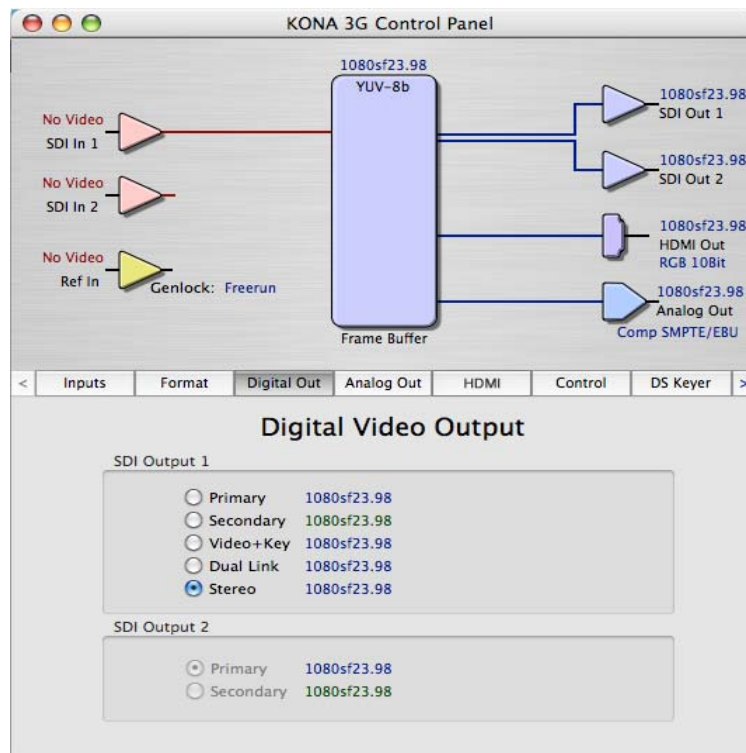 KONA 3G Control Panel
1080sf23.98
YUV-8b
No Video
SDI In 1
No Video
SDI In 2
No Video
Ref In
Genlock: Freerun
Frame Buffer
1080sf23.98
SDI Out 1
1080sf23.98
SDI Out 2
1080sf23.98
HDMI Out
RGB 10Bit
1080sf23.98
Analog Out
Comp SMPTE/EBU
< Inputs Format Digital Out Analog Out HDMI Control DS Keyer >
Digital Video Output
SDI Output 1
Primary 1080sf23.98
Secondary 1080sf23.98
Video+Key 1080sf23.98
Dual Link 1080sf23.98
Stereo 1080sf23.98
SDI Output 2
Primary 1080sf23.98
Secondary 1080sf23.98